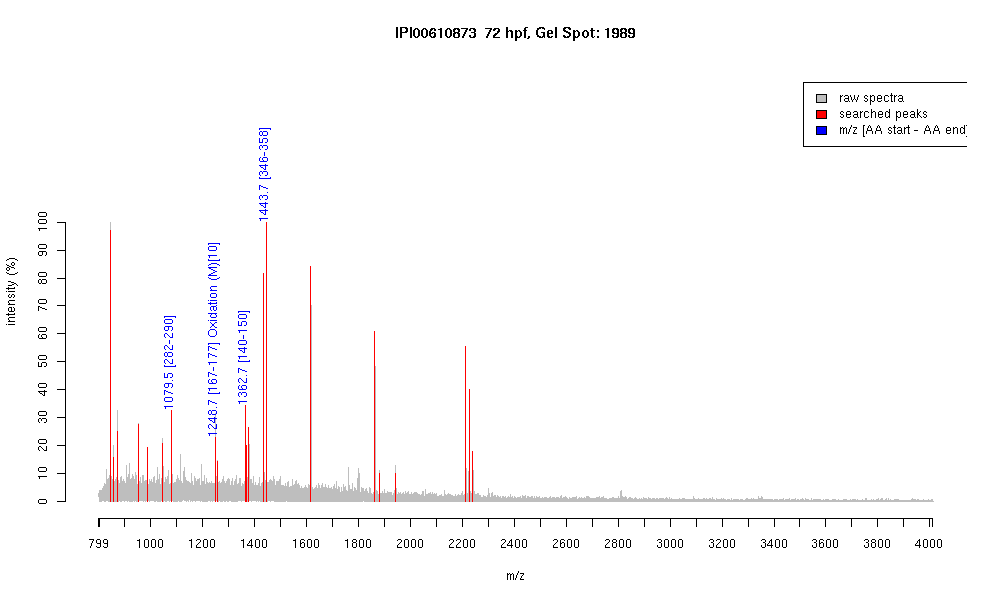 IPI00610873 72 hpf, Gel Spot: 1989
raw spectra
searched peaks
m/z [AA start - AA end]
1443.7 [346-358]
1248.7 [167-177] Oxidation (M)[10]
1362.7 [140-150]
1079.5 [282-290]
intensity (%)
100
90
80
70
60
50
40
30
20
10
0
799 1000 1200 1400 1600 1800 2000 2200 2400 2600 2800 3000 3200 3400 3600 3800 4000
m/z